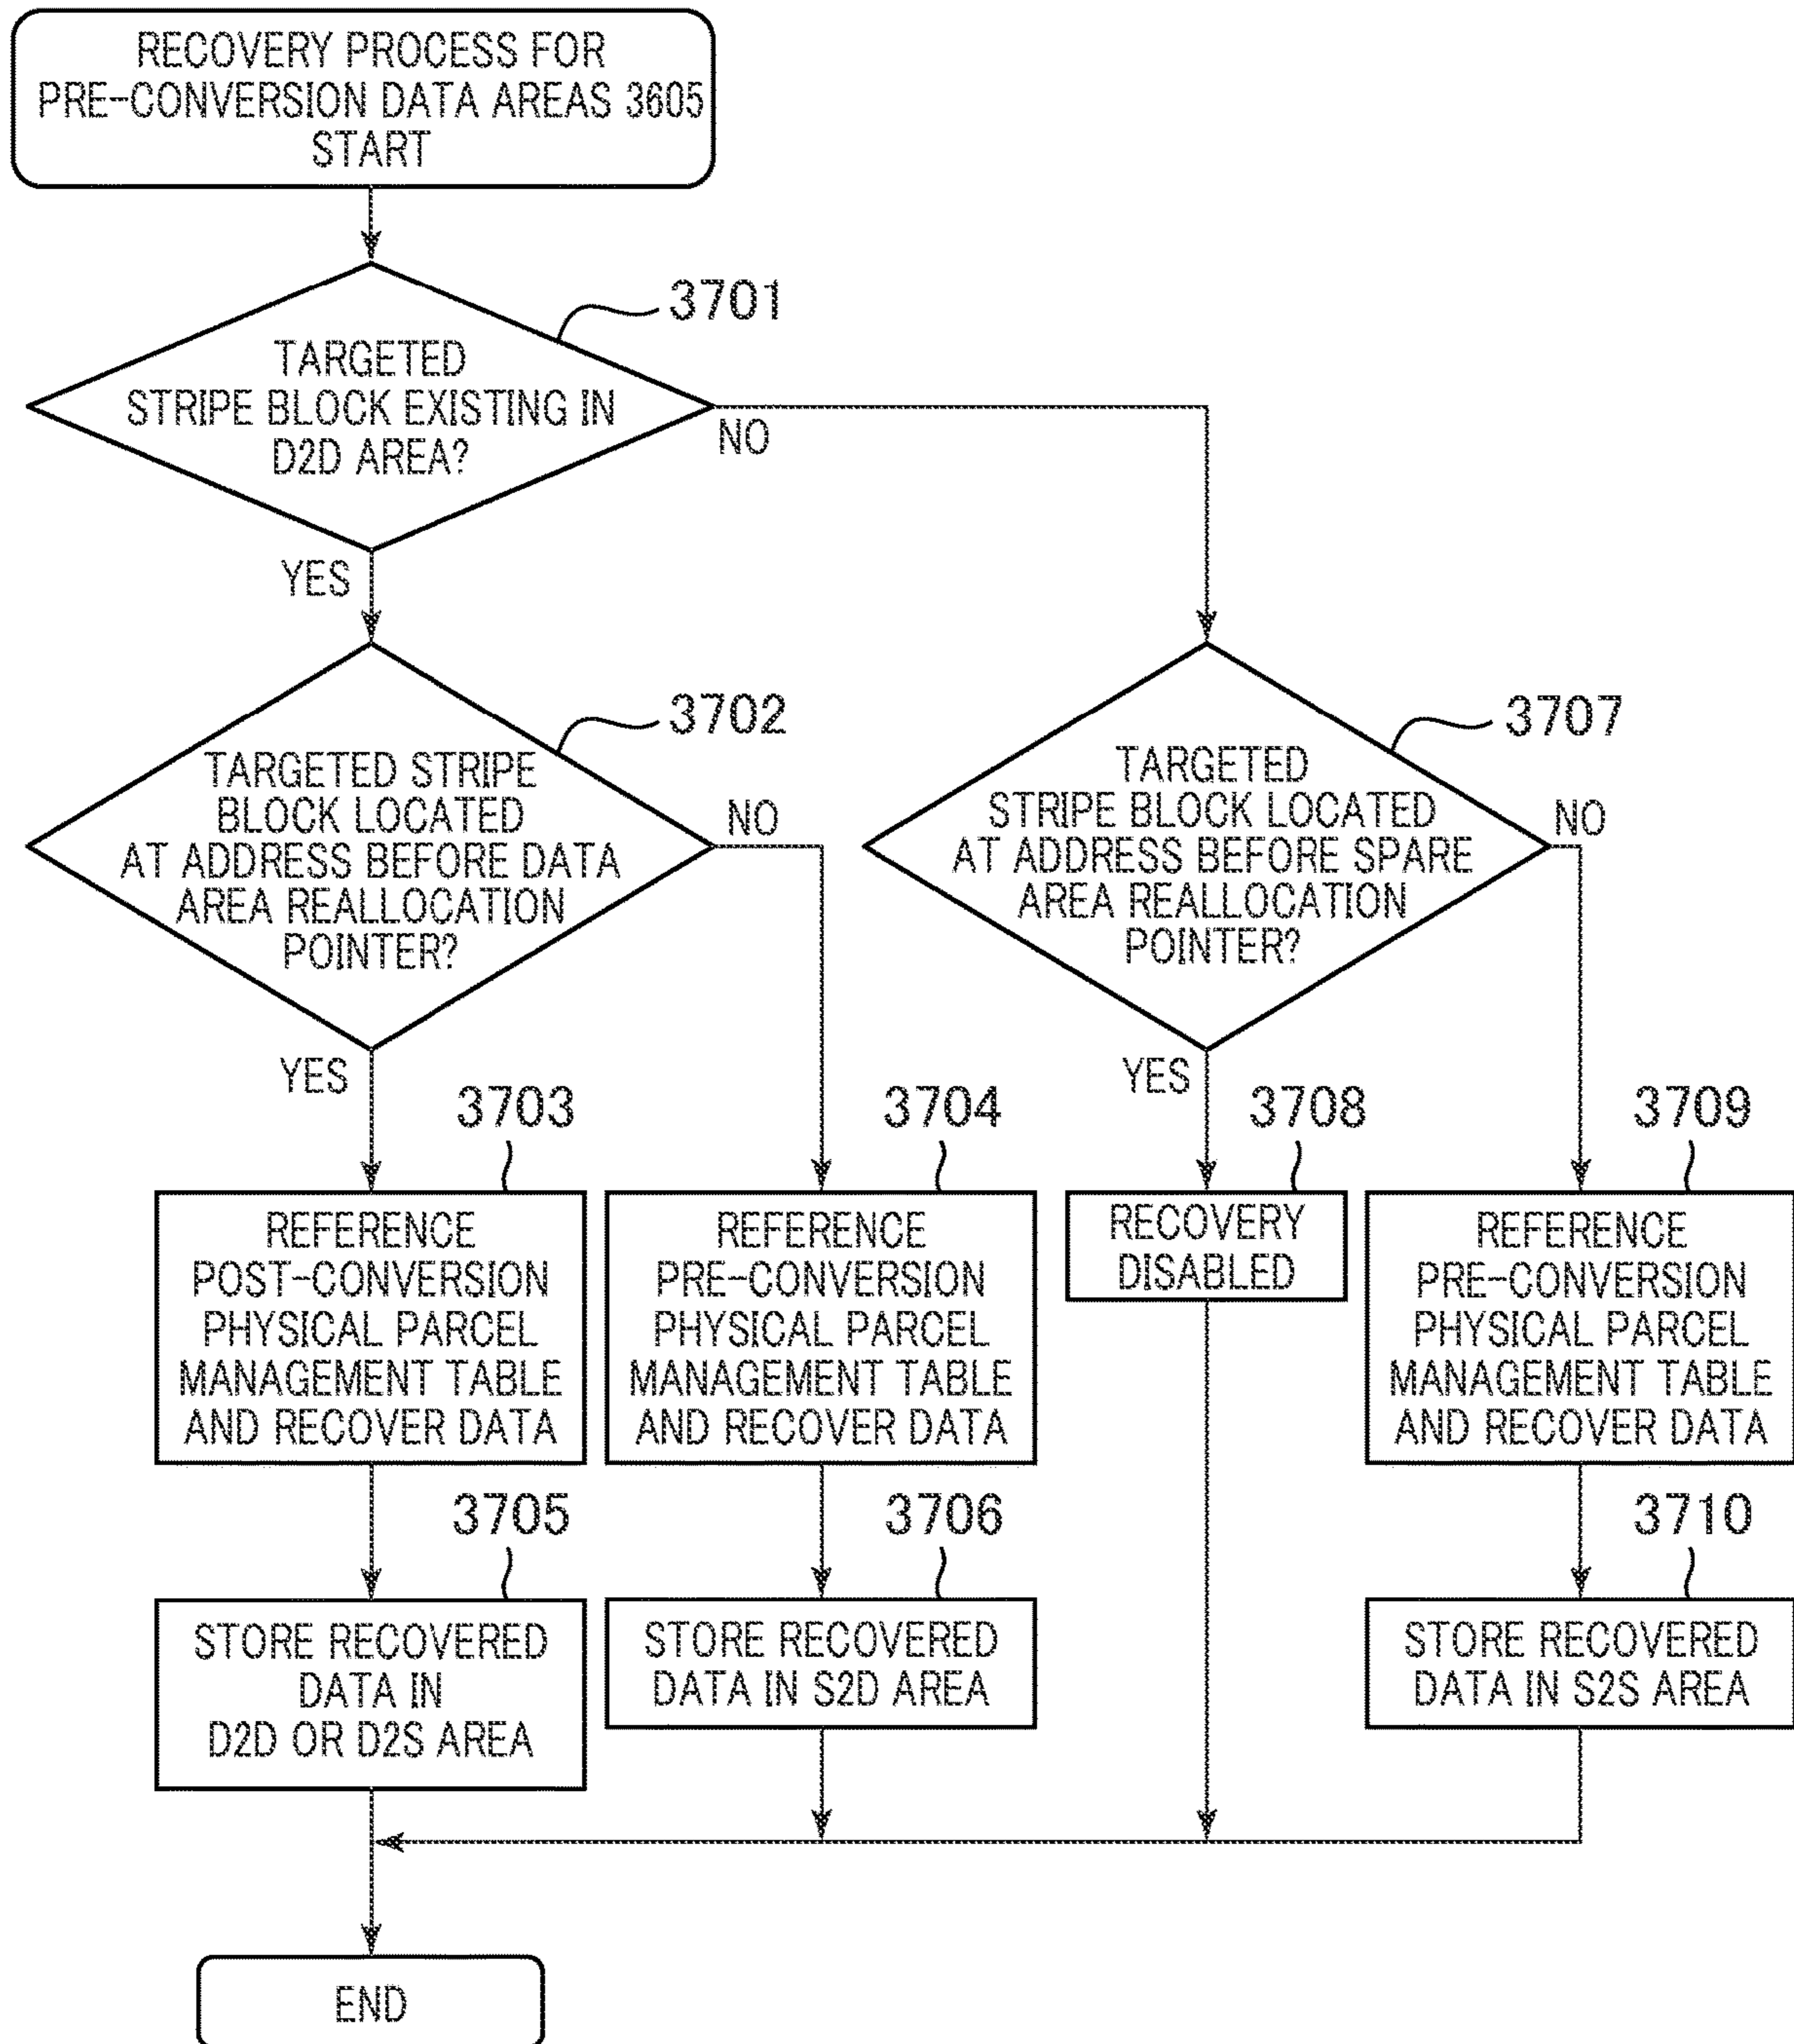 RECOVERY PROCESS FOR
PRE-CONVERSION DATA AREAS 3605
START
3701
TARGETED
STRIPE BLOCK EXISTING IN
D2D AREA?
NO
YES
3702
TARGETED STRIPE
BLOCK LOCATED
AT ADDRESS BEFORE DATA
AREA REALLOCATION
POINTER?
NO
YES
3707
TARGETED
STRIPE BLOCK LOCATED
AT ADDRESS BEFORE SPARE
AREA REALLOCATION
POINTER?
NO
YES
3703
REFERENCE
POST-CONVERSION
PHYSICAL PARCEL
MANAGEMENT TABLE
AND RECOVER DATA
3704
REFERENCE
PRE-CONVERSION
PHYSICAL PARCEL
MANAGEMENT TABLE
AND RECOVER DATA
3708
RECOVERY
DISABLED
3709
REFERENCE
PRE-CONVERSION
PHYSICAL PARCEL
MANAGEMENT TABLE
AND RECOVER DATA
3705
STORE RECOVERED
DATA IN
D2D OR D2S AREA
3706
STORE RECOVERED
DATA IN S2D AREA
3710
STORE RECOVERED
DATA IN S2S AREA
END